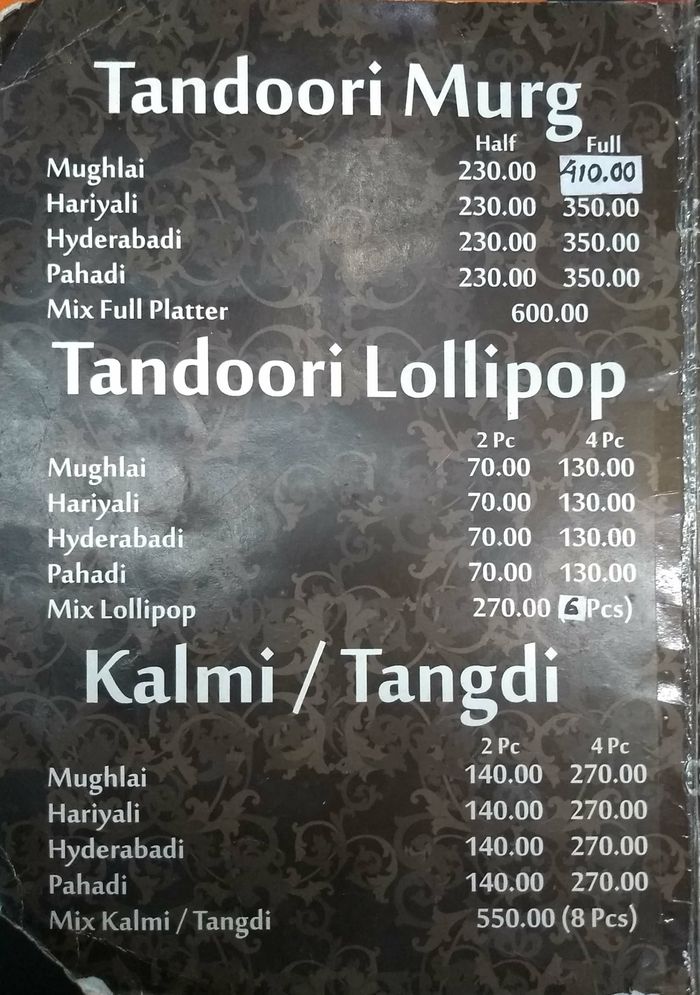 Tandoori Murg
Half Full
Mughlai 230.00 410.00
Hariyali 230.00 350.00
Hyderabadi 230.00 350.00
Pahadi 230.00 350.00
Mix Full Platter 600.00
Tandoori Lollipop
2 Pc 4 Pc
Mughlai 70.00 130.00
Hariyali 70.00 130.00
Hyderabadi 70.00 130.00
Pahadi 70.00 130.00
Mix Lollipop 270.00 (6 Pcs)
Kalmi / Tangdi
2 Pc 4 Pc
Mughlai 140.00 270.00
Hariyali 140.00 270.00
Hyderabadi 140.00 270.00
Pahadi 140.00 270.00
Mix Kalmi / Tangdi 550.00 (8 Pcs)